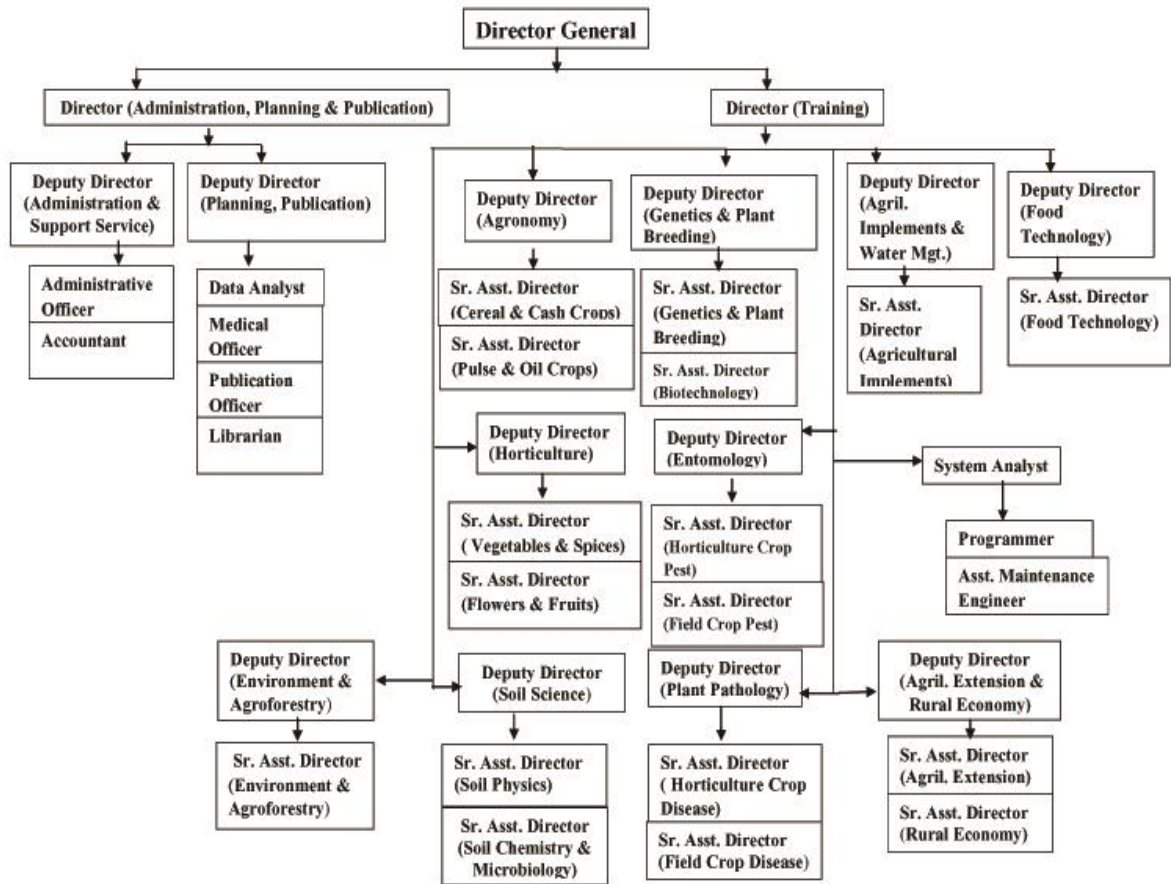 Director General
Director (Administration, Planning & Publication)
Director (Training)
Deputy Director
(Administration &
Support Service)
Deputy Director
(Planning, Publication)
Deputy Director
(Agronomy)
Deputy Director
(Genetics & Plant
Breeding)
Deputy Director
(Agril.
Implements &
Water Mgt.)
Deputy Director
(Food
Technology)
Administrative
Officer
Accountant
Data Analyst
Medical
Officer
Publication
Officer
Librarian
Sr. Asst. Director
(Cereal & Cash Crops)
Sr. Asst. Director
(Pulse & Oil Crops)
Sr. Asst. Director
(Genetics & Plant
Breeding)
Sr. Asst. Director
(Biotechnology)
Sr. Asst.
Director
(Agricultural
Implements)
Sr. Asst. Director
(Food Technology)
Deputy Director
(Horticulture)
Deputy Director
(Entomology)
System Analyst
Sr. Asst. Director
( Vegetables & Spices)
Sr. Asst. Director
(Flowers & Fruits)
Sr. Asst. Director
(Horticulture Crop
Pest)
Sr. Asst. Director
(Field Crop Pest)
Programmer
Asst. Maintenance
Engineer
Deputy Director
(Environment &
Agroforestry)
Deputy Director
(Soil Science)
Deputy Director
(Plant Pathology)
Deputy Director
(Agril. Extension &
Rural Economy)
Sr. Asst. Director
(Environment &
Agroforestry)
Sr. Asst. Director
(Soil Physics)
Sr. Asst. Director
(Soil Chemistry &
Microbiology)
Sr. Asst. Director
( Horticulture Crop
Disease)
Sr. Asst. Director
(Field Crop Disease)
Sr. Asst. Director
(Agril. Extension)
Sr. Asst. Director
(Rural Economy)